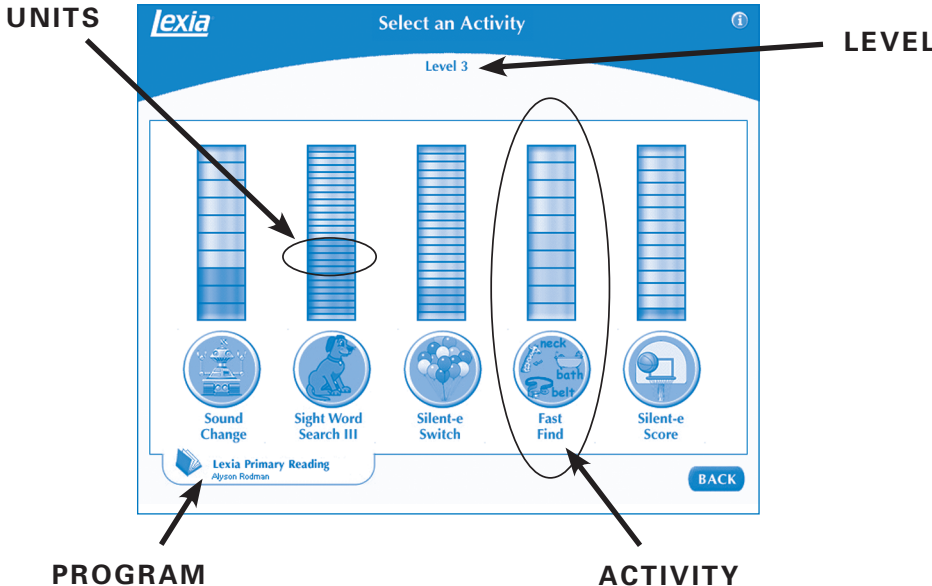 UNITS
lexia
Select an Activity
i
LEVEL
Level 3
neck
bath
belt
Sound
Change
Sight Word
Search III
Silent-e
Switch
Fast
Find
Silent-e
Score
Lexia Primary Reading
Alyson Rodman
BACK
PROGRAM
ACTIVITY